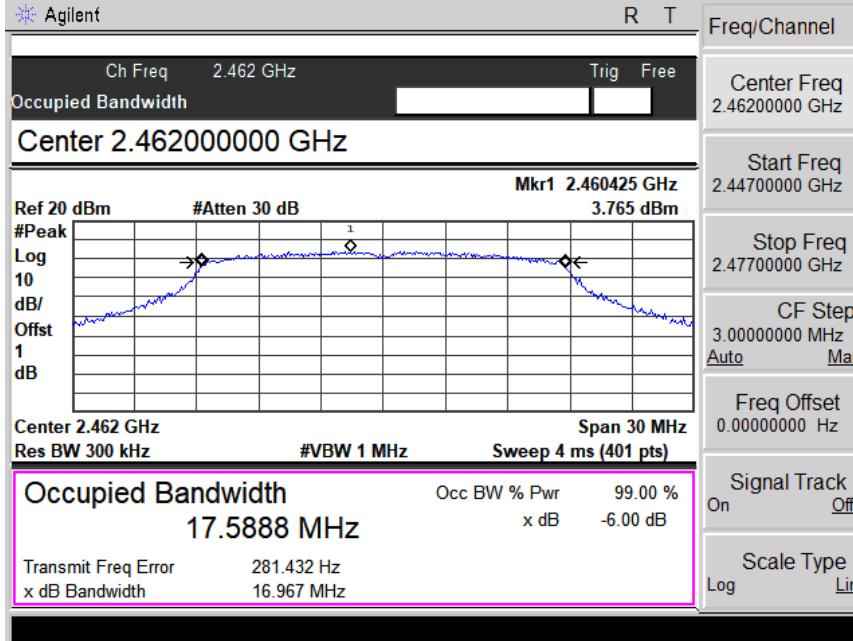 Agilent
R T
Freq/Channel
Ch Freq 2.462 GHz
Trig Free
Occupied Bandwidth
Center 2.462000000 GHz
Center Freq
2.46200000 GHz
Start Freq
2.44700000 GHz
Stop Freq
2.47700000 GHz
CF Step
3.00000000 MHz
Auto Ma
Freq Offset
0.00000000 Hz
Signal Track
On Off
Scale Type
Log Lin
Mkr1 2.460425 GHz
Ref 20 dBm #Atten 30 dB 3.765 dBm
#Peak
Log
10
dB/
Offst
1
dB
1
Center 2.462 GHz Span 30 MHz
Res BW 300 kHz #VBW 1 MHz Sweep 4 ms (401 pts)
Occupied Bandwidth
17.5888 MHz
Occ BW % Pwr 99.00 %
x dB -6.00 dB
Transmit Freq Error 281.432 Hz
x dB Bandwidth 16.967 MHz